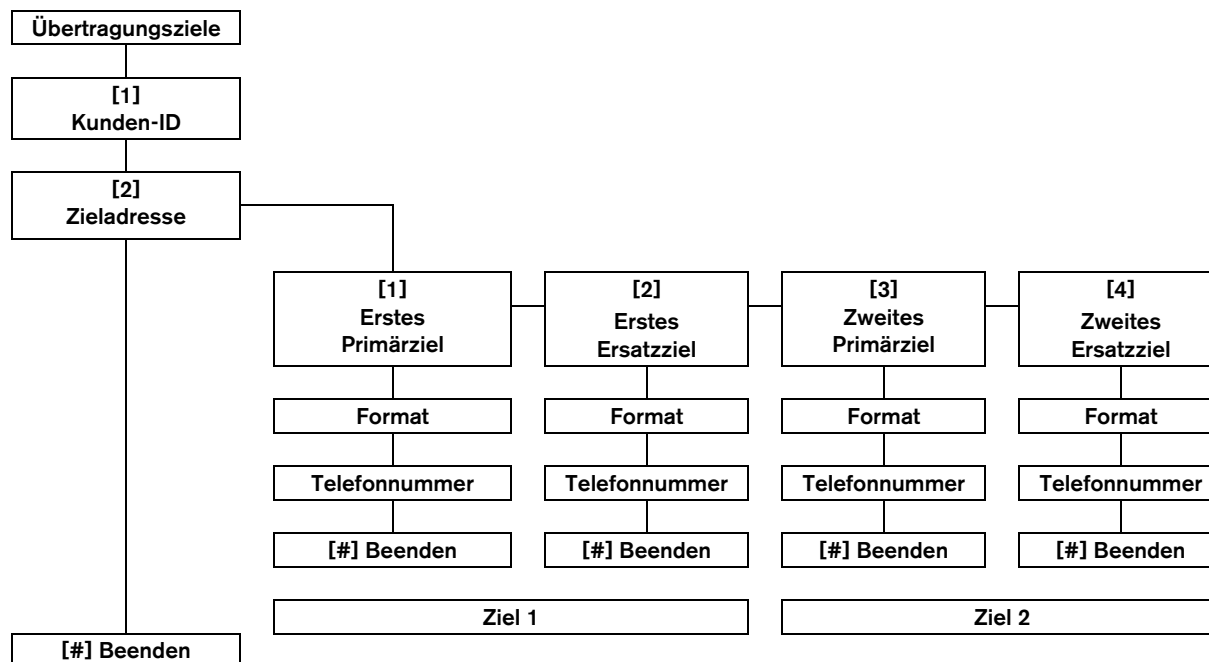 Übertragungsziele
[1]
Kunden-ID
[2]
Zieladresse
[1]
Erstes
Primärziel
[2]
Erstes
Ersatzziel
[3]
Zweites
Primärziel
[4]
Zweites
Ersatzziel
Format
Format
Format
Format
Telefonnummer
Telefonnummer
Telefonnummer
Telefonnummer
[#] Beenden
[#] Beenden
[#] Beenden
[#] Beenden
Ziel 1
Ziel 2
[#] Beenden